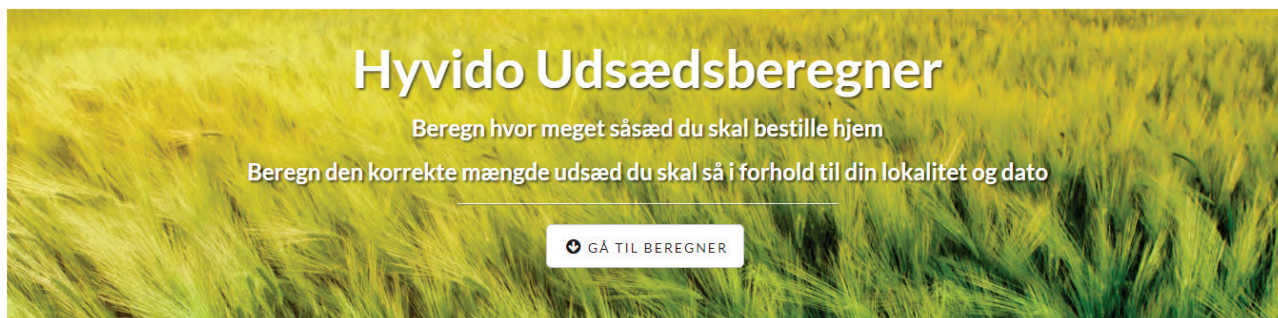 Hyvido Udsædsberegner
Beregn hvor meget såsæd du skal bestille hjem
Beregn den korrekte mængde udsæd du skal så i forhold til din lokalitet og dato
GÅ TIL BEREGNER